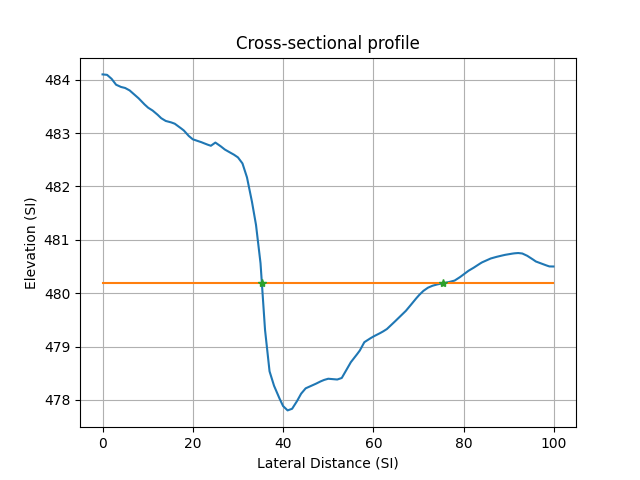 Cross-sectional profile
484
483
482
481
480
479
478
Elevation (SI)
0 20 40 60 80 100
Lateral Distance (SI)